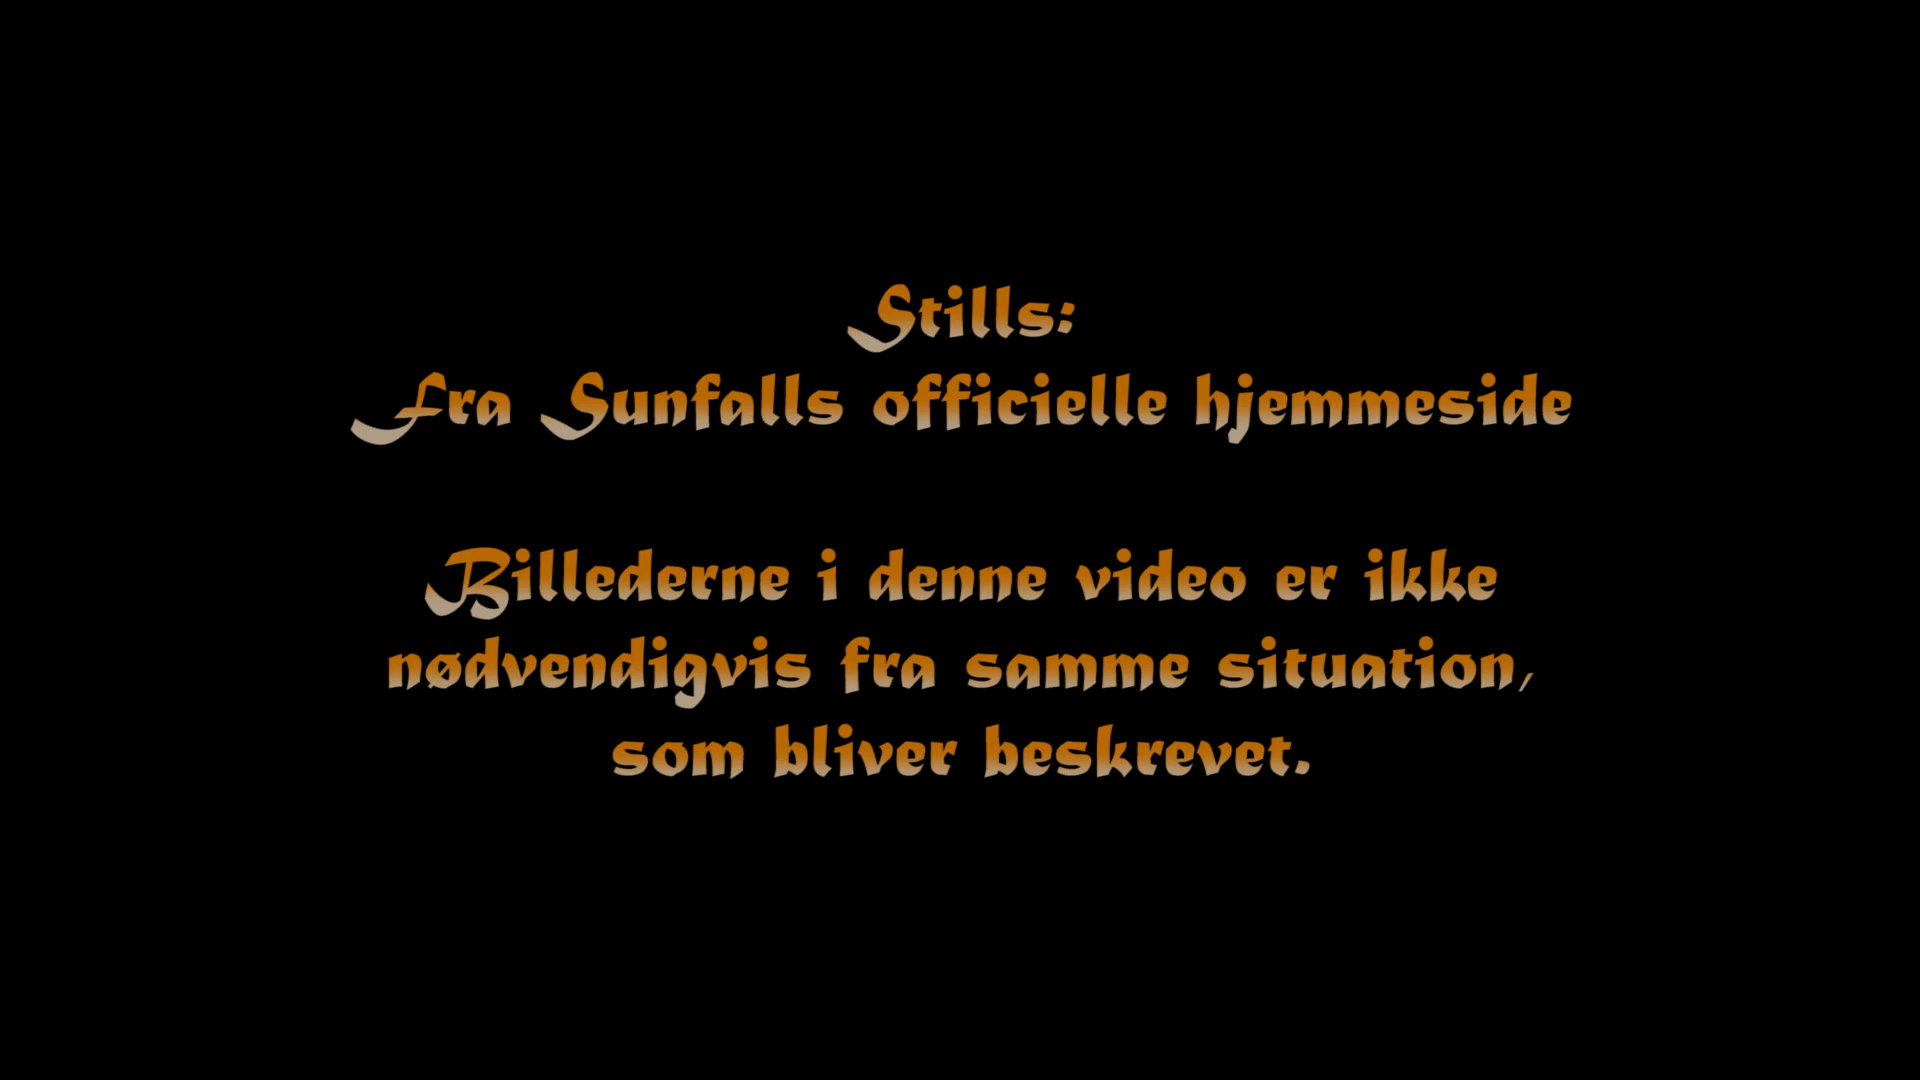 Stills:
Fra Sunfalls officielle hjemmeside
Billederne i denne video er ikke
nødvendigvis fra samme situation,
som bliver beskrevet.